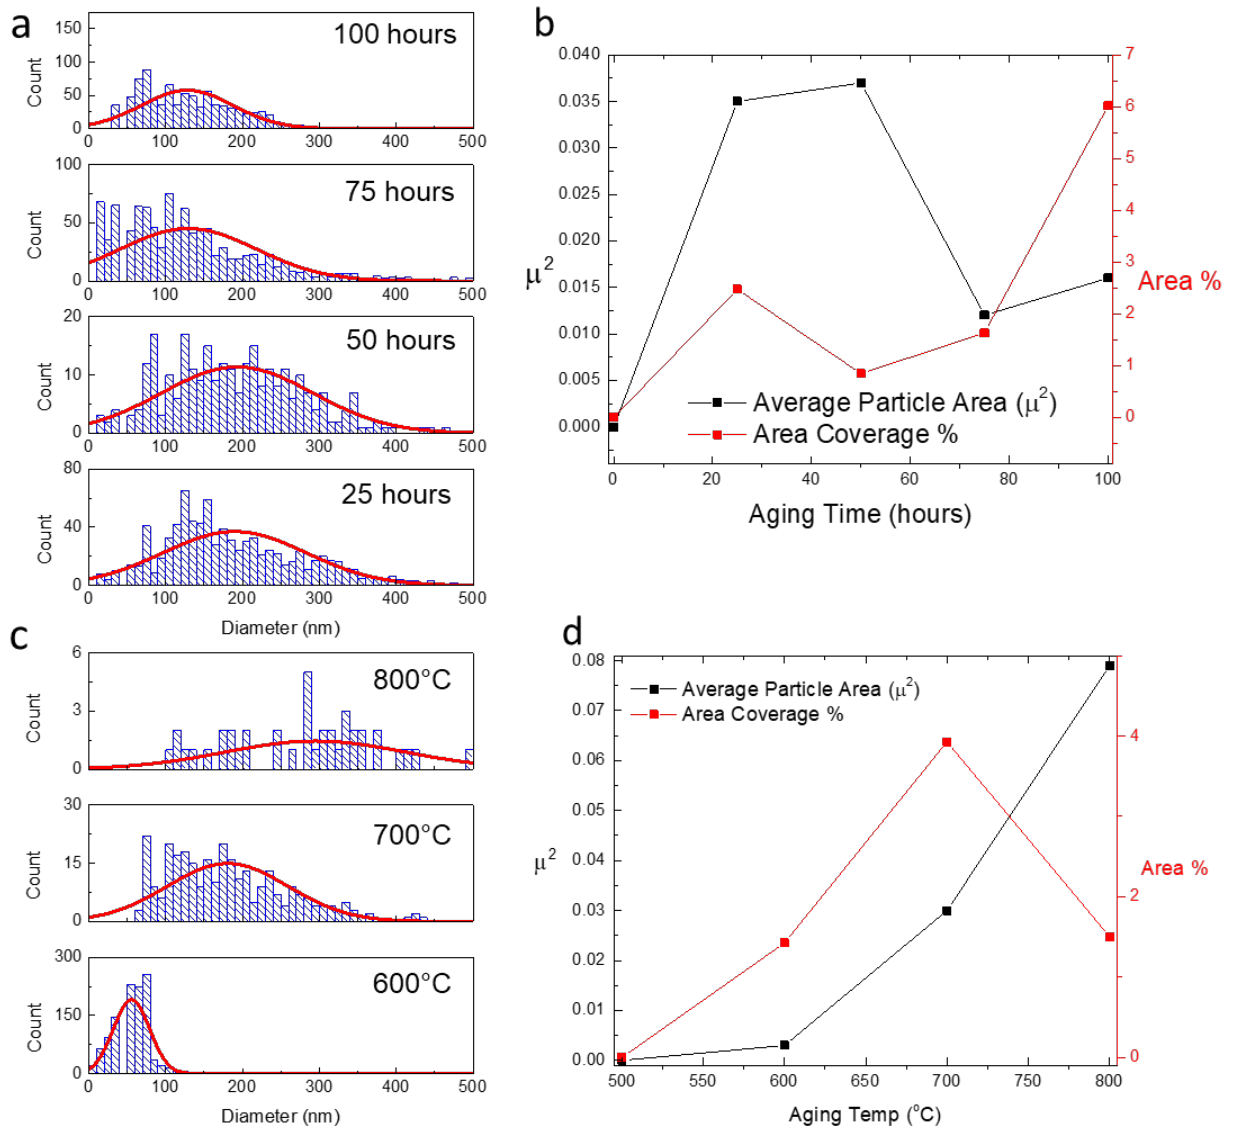 a
100 hours
150
100
50
0
Count
0 100 200 300 400 500
75 hours
100
50
0
Count
0 100 200 300 400 500
50 hours
20
10
0
Count
0 100 200 300 400 500
25 hours
80
40
0
Count
0 100 200 300 400 500
Diameter (nm)
b
0.040
0.035
0.030
0.025
0.020
0.015
0.010
0.005
0.000
μ²
7
6
5
4
3
2
1
0
Area %
Average Particle Area (μ²)
Area Coverage %
0 20 40 60 80 100
Aging Time (hours)
c
800°C
6
3
0
Count
0 100 200 300 400 500
700°C
30
15
0
Count
0 100 200 300 400 500
600°C
300
150
0
Count
0 100 200 300 400 500
Diameter (nm)
d
0.08
0.07
0.06
0.05
0.04
0.03
0.02
0.01
0.00
μ²
4
2
0
Area %
Average Particle Area (μ²)
Area Coverage %
500 550 600 650 700 750 800
Aging Temp (°C)